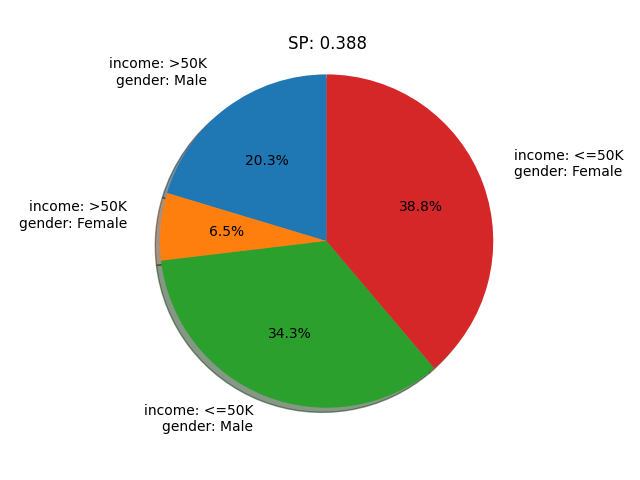 SP: 0.388
income: >50K
gender: Male
20.3%
income: >50K
gender: Female
6.5%
income: <=50K
gender: Male
34.3%
income: <=50K
gender: Female
38.8%